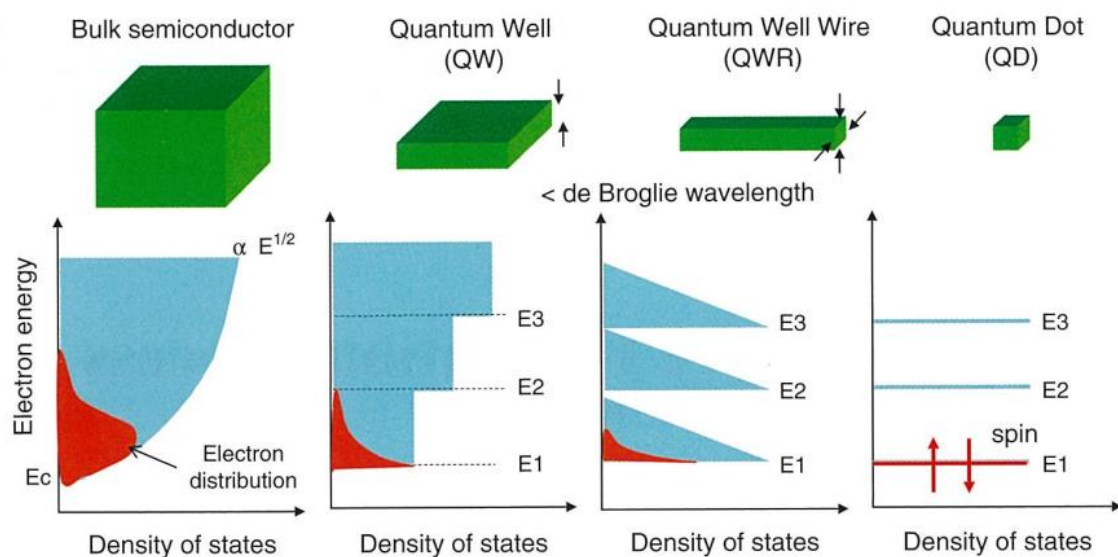 Bulk semiconductor
Quantum Well
(QW)
Quantum Well Wire
(QWR)
Quantum Dot
(QD)
< de Broglie wavelength
α E^1/2
Electron energy
Ec
Electron
distribution
Density of states
E3
E2
E1
Density of states
E3
E2
E1
Density of states
E3
E2
spin
E1
Density of states